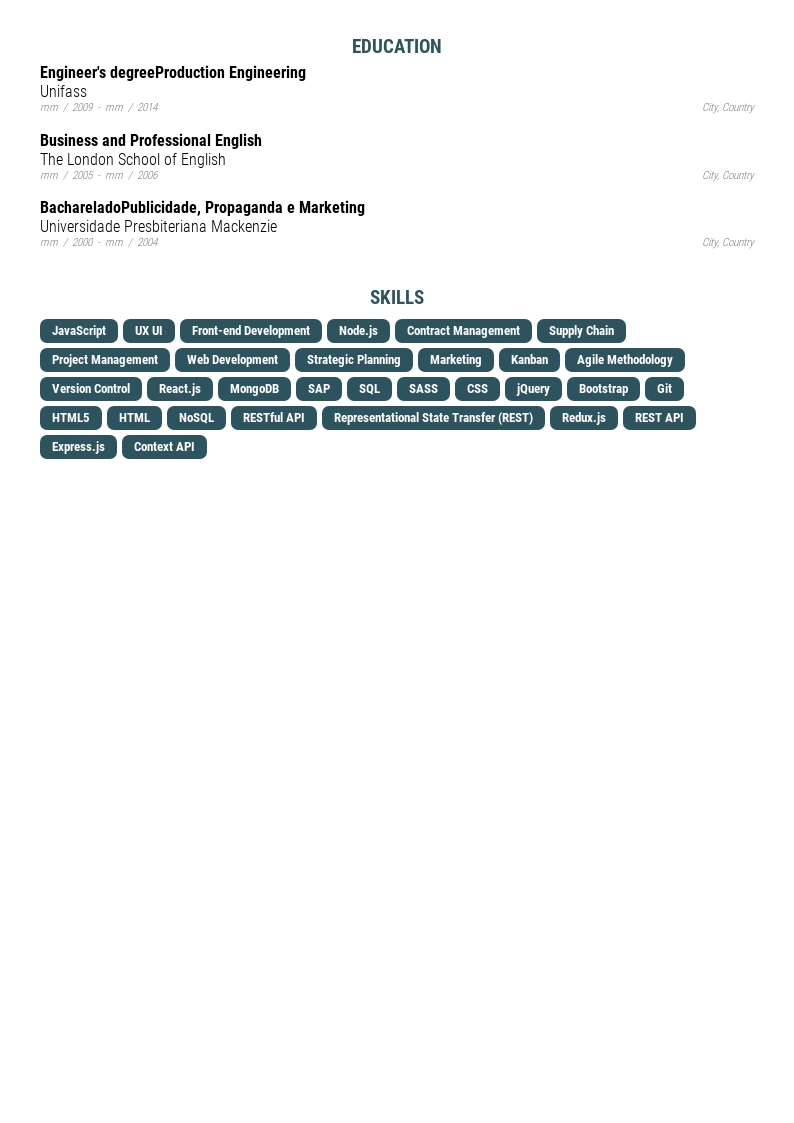 EDUCATION
Engineer's degreeProduction Engineering
Unifass
mm / 2009 - mm / 2014 City, Country
Business and Professional English
The London School of English
mm / 2005 - mm / 2006 City, Country
BachareladoPublicidade, Propaganda e Marketing
Universidade Presbiteriana Mackenzie
mm / 2000 - mm / 2004 City, Country
SKILLS
JavaScript UX UI Front-end Development Node.js Contract Management Supply Chain
Project Management Web Development Strategic Planning Marketing Kanban Agile Methodology
Version Control React.js MongoDB SAP SQL SASS CSS jQuery Bootstrap Git
HTML5 HTML NoSQL RESTful API Representational State Transfer (REST) Redux.js REST API
Express.js Context API